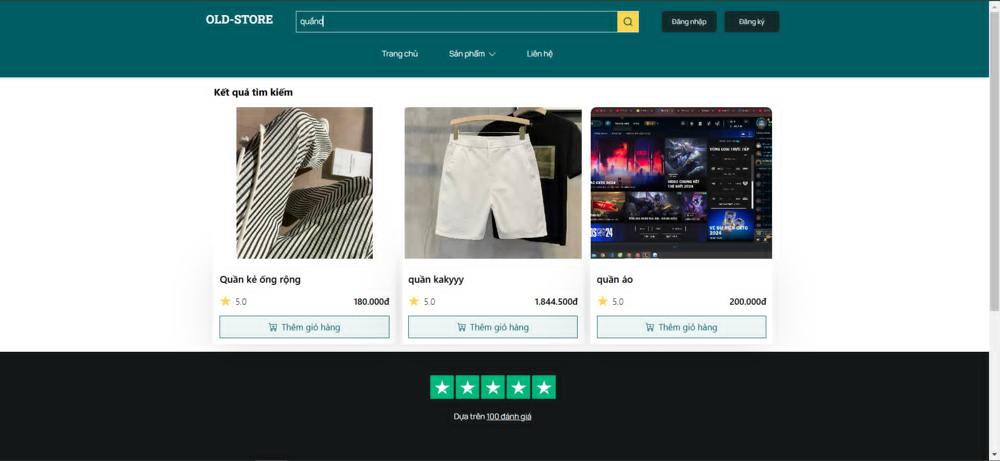 OLD-STORE
quẩnd
Đăng nhập
Đăng ký
Trang chủ
Sản phẩm
Liên hệ
Kết quả tìm kiếm
VÒNG LOẠI TRỰC TIẾP
VIEGO CHUNG KẾT
THẾ GIỚI 2024
VÉ SỰ KIỆN CKTG
2024
Quần kẻ ống rộng
5.0
180.000đ
Thêm giỏ hàng
quần kakyyy
5.0
1.844.500đ
Thêm giỏ hàng
quần áo
5.0
200.000đ
Thêm giỏ hàng
Dựa trên 100 đánh giá